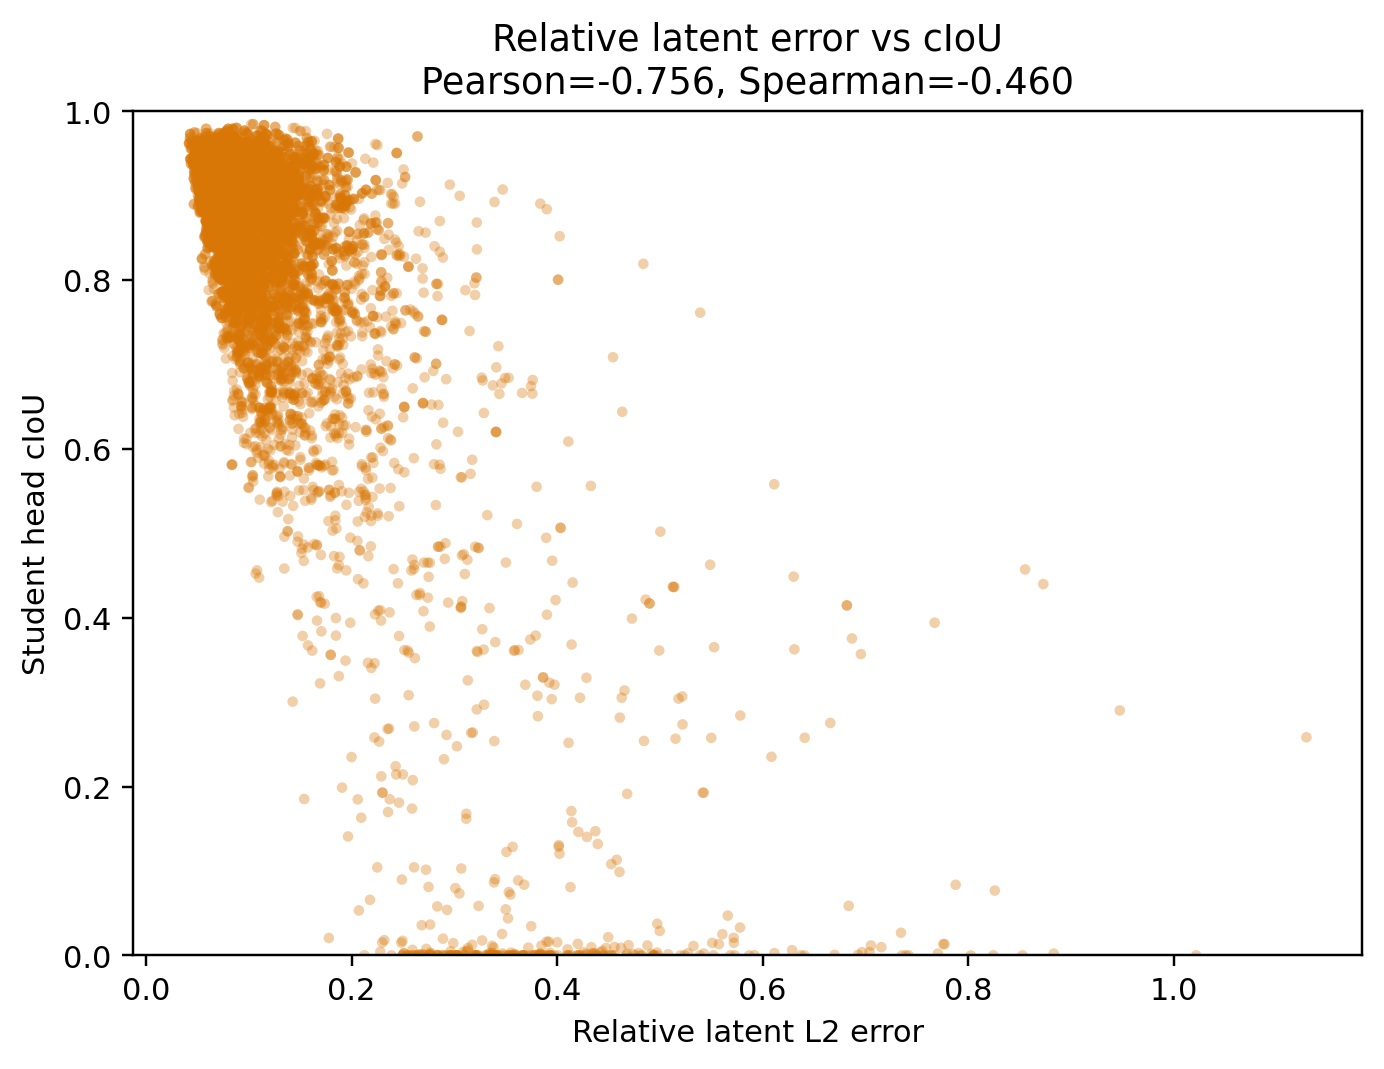 Relative latent error vs cIoU
Pearson=-0.756, Spearman=-0.460
1.0
0.8
0.6
0.4
0.2
0.0
Student head cIoU
0.0 0.2 0.4 0.6 0.8 1.0
Relative latent L2 error